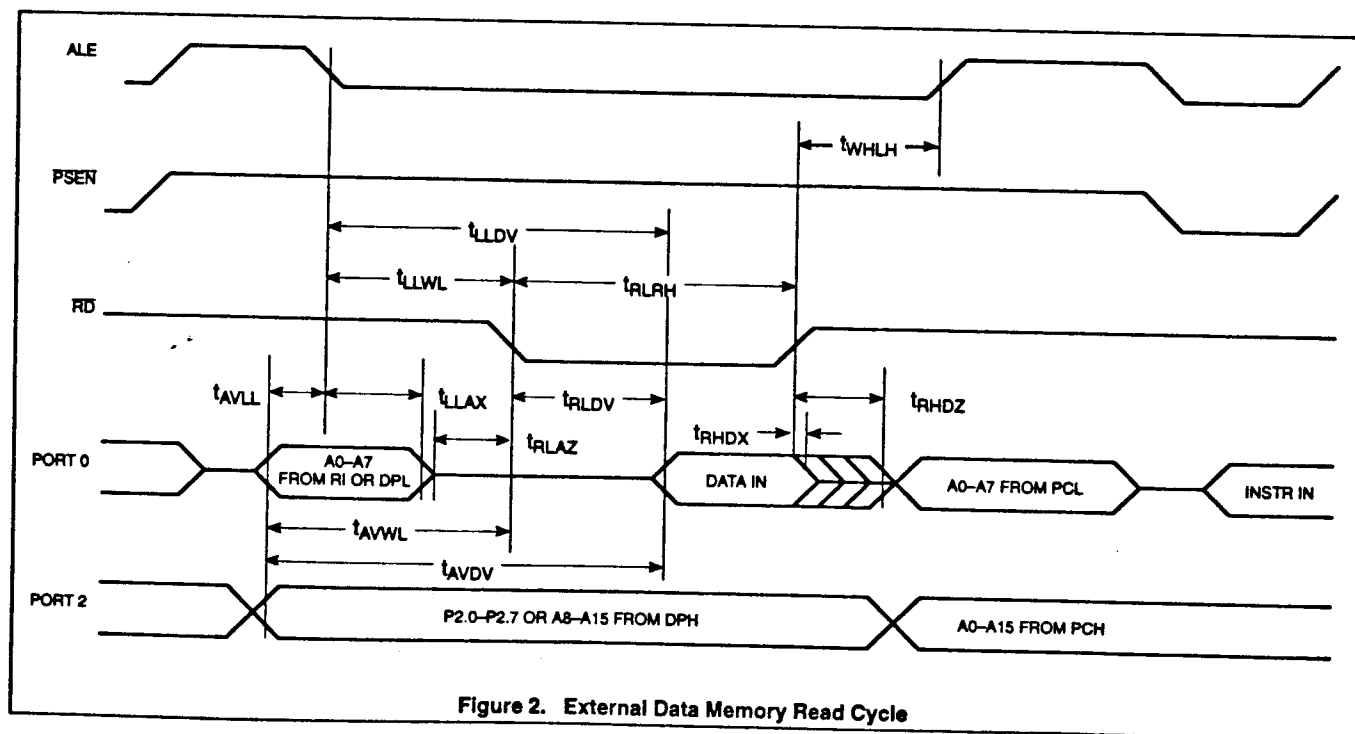 ALE
tWHLH
PSEN
tLLDV
tLLWL
tRLRH
RD
tAVLL
tLLAX
tRLDV
tRHDZ
tRLAZ
tRHDX
PORT 0
A0–A7
FROM RI OR DPL
DATA IN
A0–A7 FROM PCL
INSTR IN
tAVWL
tAVDV
PORT 2
P2.0–P2.7 OR A8–A15 FROM DPH
A0–A15 FROM PCH
Figure 2. External Data Memory Read Cycle